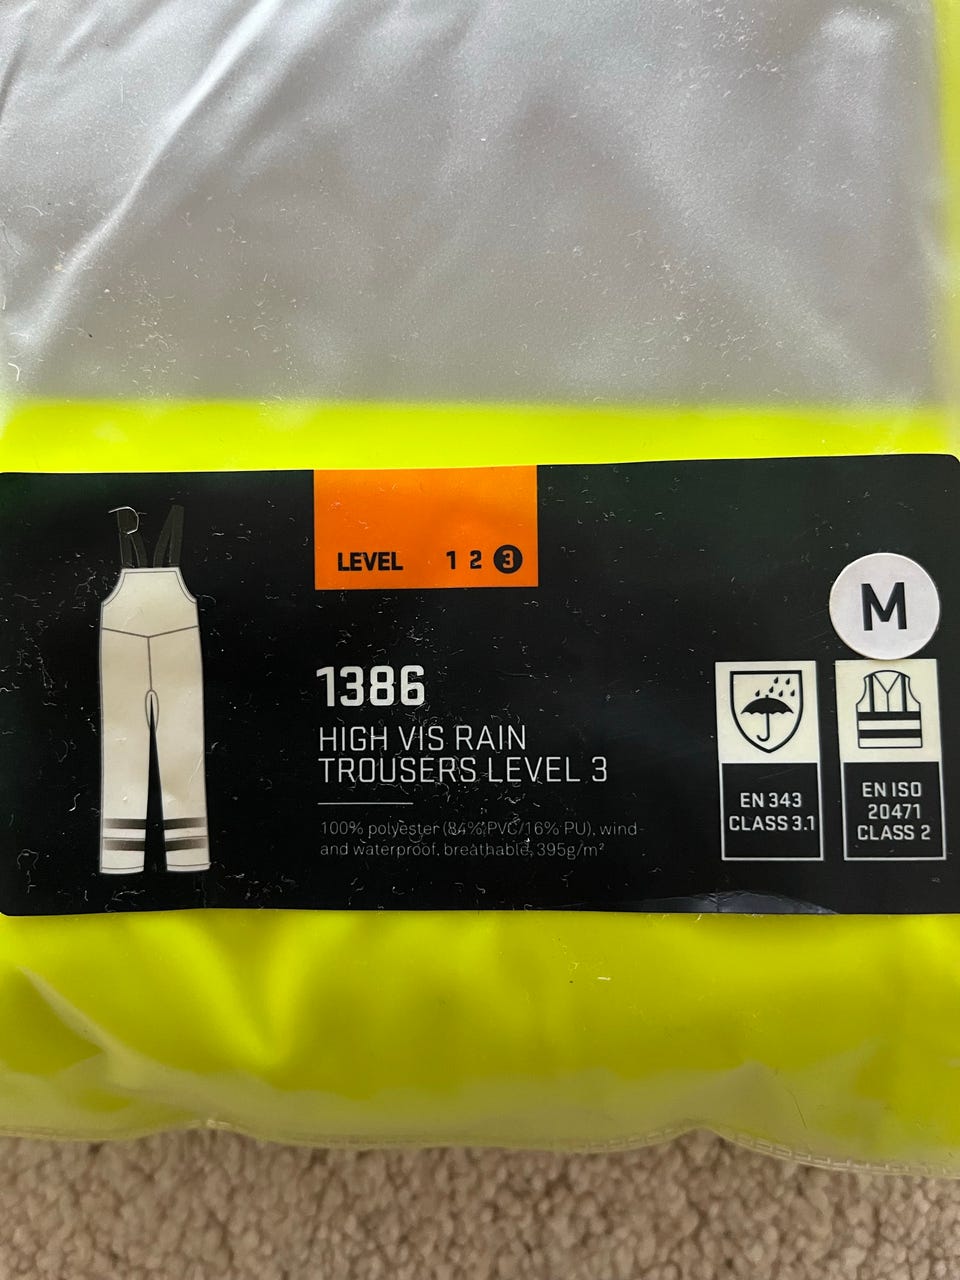 LEVEL 1 2 3
M
1386
HIGH VIS RAIN
TROUSERS LEVEL 3
100% polyester (84% PVC/16% PU), wind-
and waterproof, breathable, 395g/m²
EN 343
CLASS 3.1
EN ISO
20471
CLASS 2